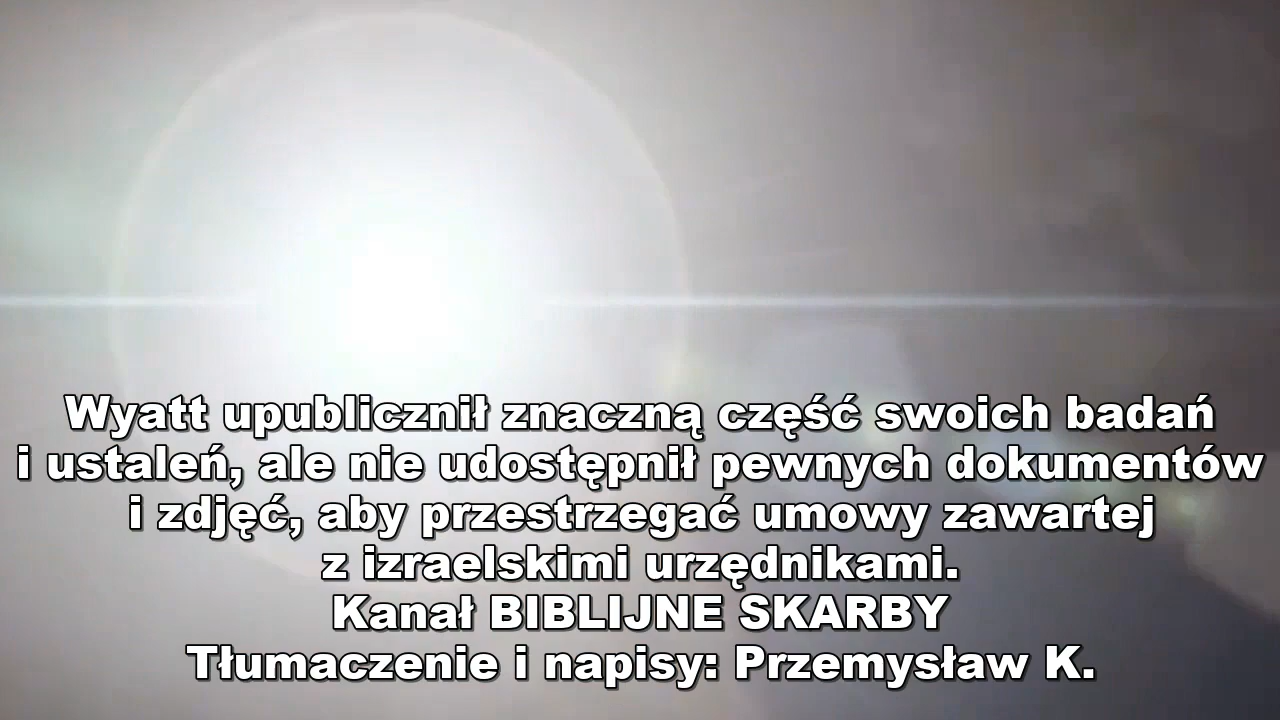 Wyatt upublicznił znaczną część swoich badań
i ustaleń, ale nie udostępnił pewnych dokumentów
i zdjęć, aby przestrzegać umowy zawartej
z izraelskimi urzędnikami.
Kanał BIBLIJNE SKARBY
Tłumaczenie i napisy: Przemysław K.